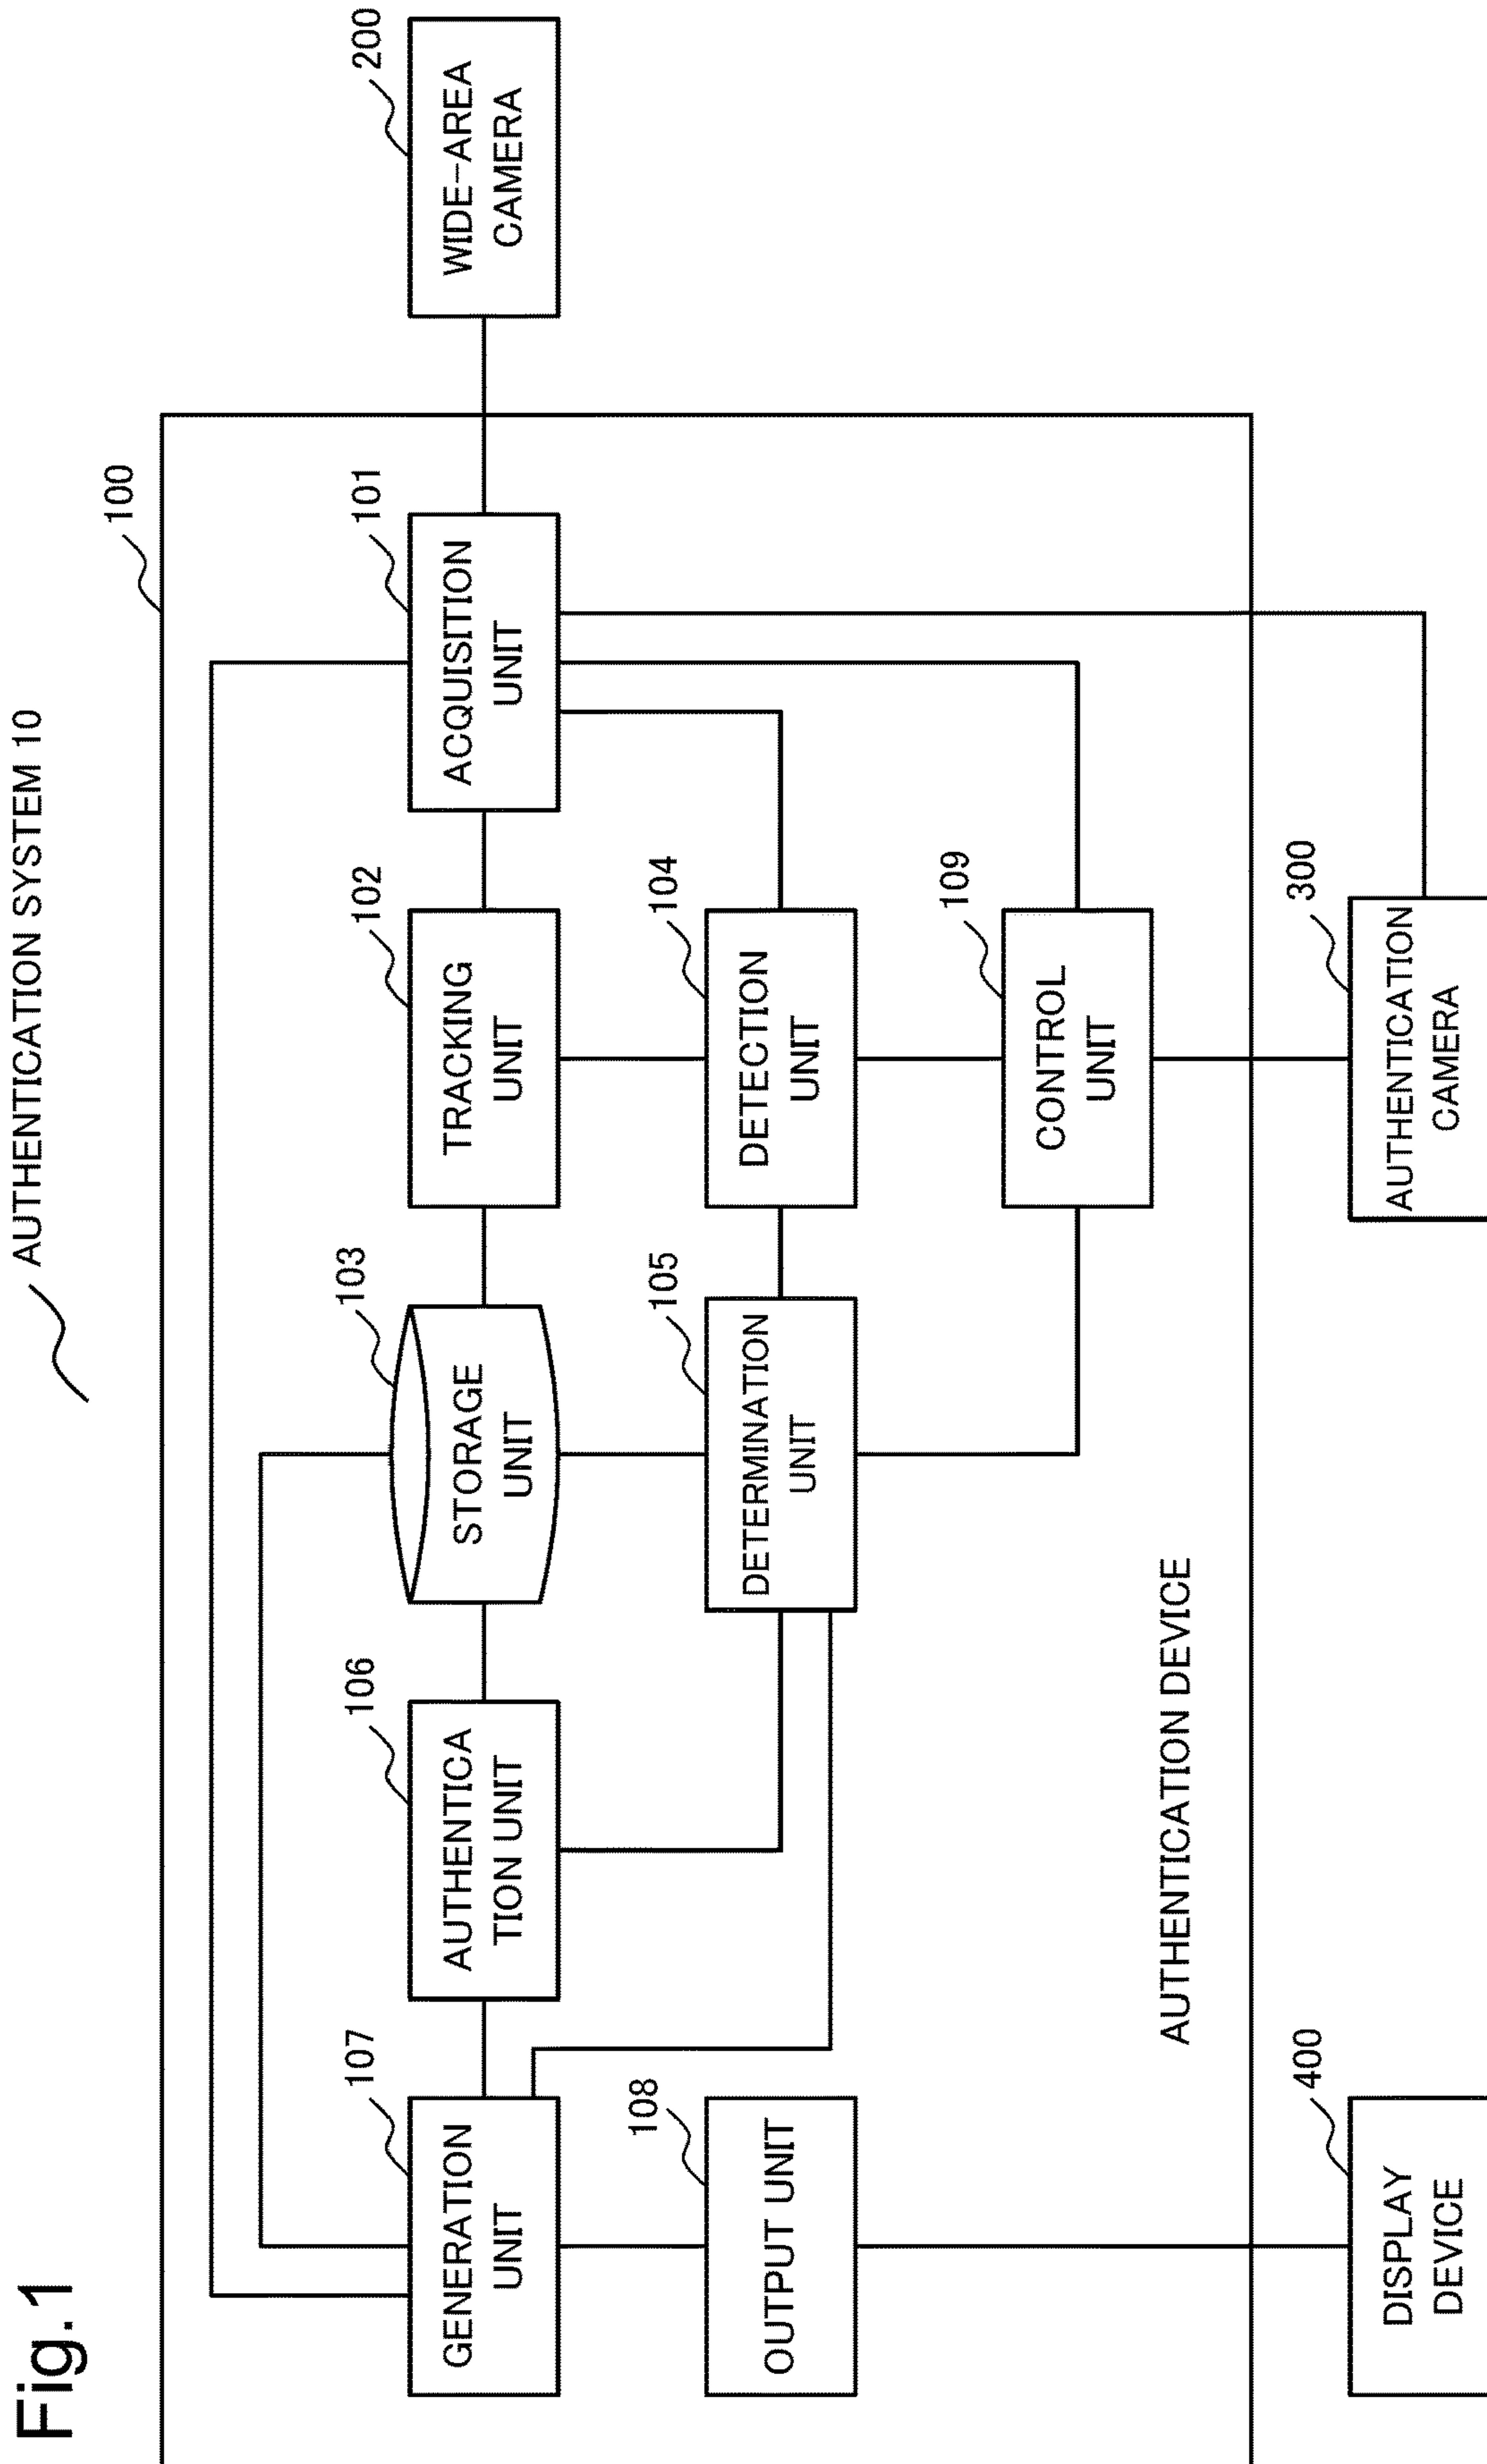 Fig.1
AUTHENTICATION SYSTEM 10
100
107
GENERATION
UNIT
106
AUTHENTICA
TION UNIT
103
STORAGE
UNIT
102
TRACKING
UNIT
101
ACQUISITION
UNIT
200
WIDE-AREA
CAMERA
108
OUTPUT UNIT
105
DETERMINATION
UNIT
104
DETECTION
UNIT
109
CONTROL
UNIT
AUTHENTICATION DEVICE
400
DISPLAY
DEVICE
300
AUTHENTICATION
CAMERA